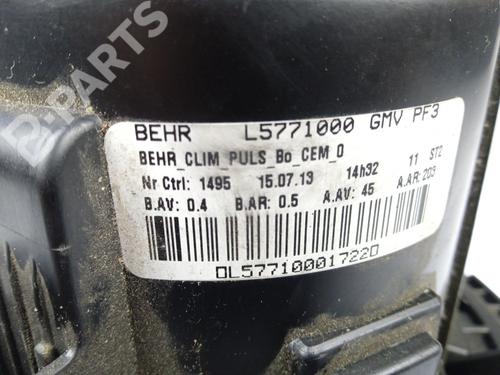 B-PARTS
BEHR L5771000 GMV PF3
BEHR_CLIM_PULS_Bo_CEM_0
Nr Ctrl: 1495 15.07.13 14h32 11 ST2
B.AV: 0.4 B.AR: 0.5 A.AV: 45 A.AR: 203
DL57710001722D